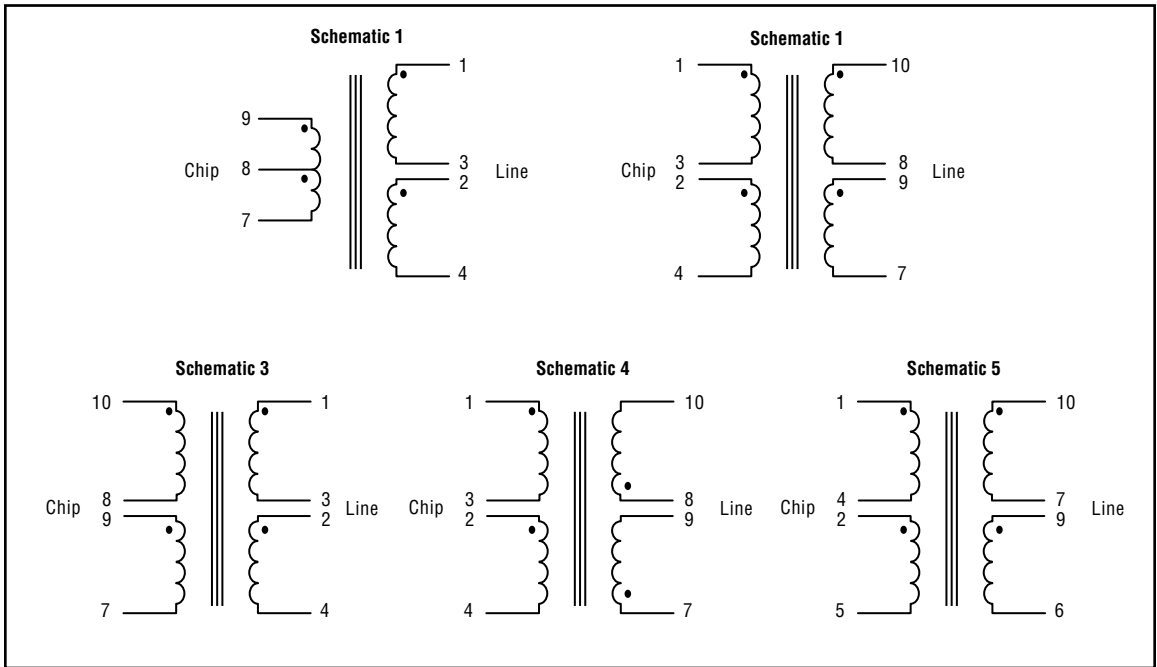 Schematic 1
9
Chip 8
7
1
3
2 Line
4
Schematic 1
1
Chip 3
2
4
10
8
9 Line
7
Schematic 3
10
Chip 8
9
7
1
3
2 Line
4
Schematic 4
1
Chip 3
2
4
10
8
9 Line
7
Schematic 5
1
Chip 4
2
5
10
7
9 Line
6